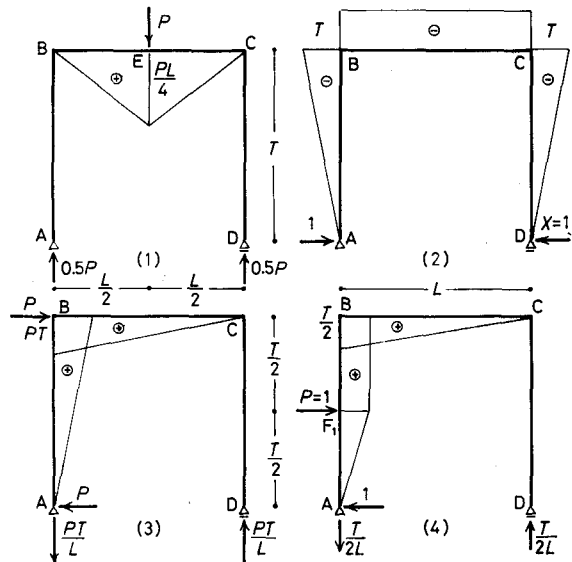 P
B
E
C
⊕
PL/4
T
A
D
0.5P
0.5P
(1)
L/2
L/2
T
⊖
T
B
C
⊖
⊖
1
A
D
X=1
(2)
L
P
PT
B
⊕
C
⊕
T/2
T/2
A
P
D
PT/L
(3)
PT/L
B
T/2
⊕
C
⊕
P=1
F₁
A
1
D
T/2L
(4)
T/2L